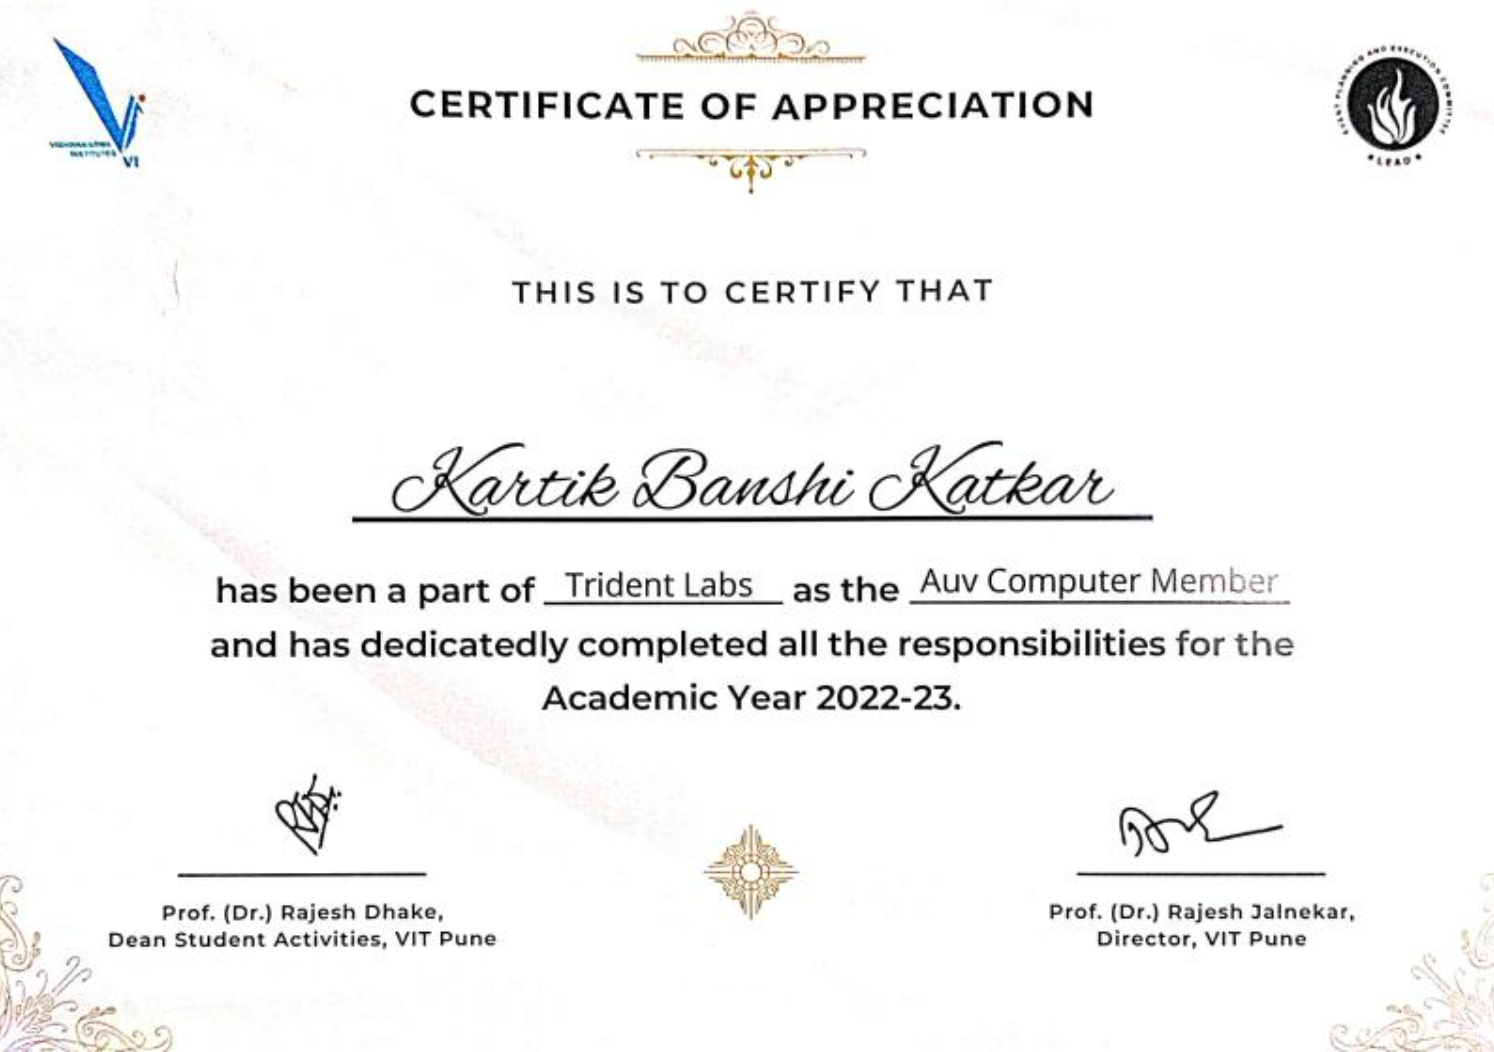 CERTIFICATE OF APPRECIATION
VISHWAKARMA
INSTITUTES
VI
EVENT PLANNING AND EXECUTION COMMITTEE
LEAD
THIS IS TO CERTIFY THAT
Kartik Banshi Katkar
has been a part of Trident Labs as the Auv Computer Member
and has dedicatedly completed all the responsibilities for the
Academic Year 2022-23.
Prof. (Dr.) Rajesh Dhake,
Dean Student Activities, VIT Pune
Prof. (Dr.) Rajesh Jalnekar,
Director, VIT Pune